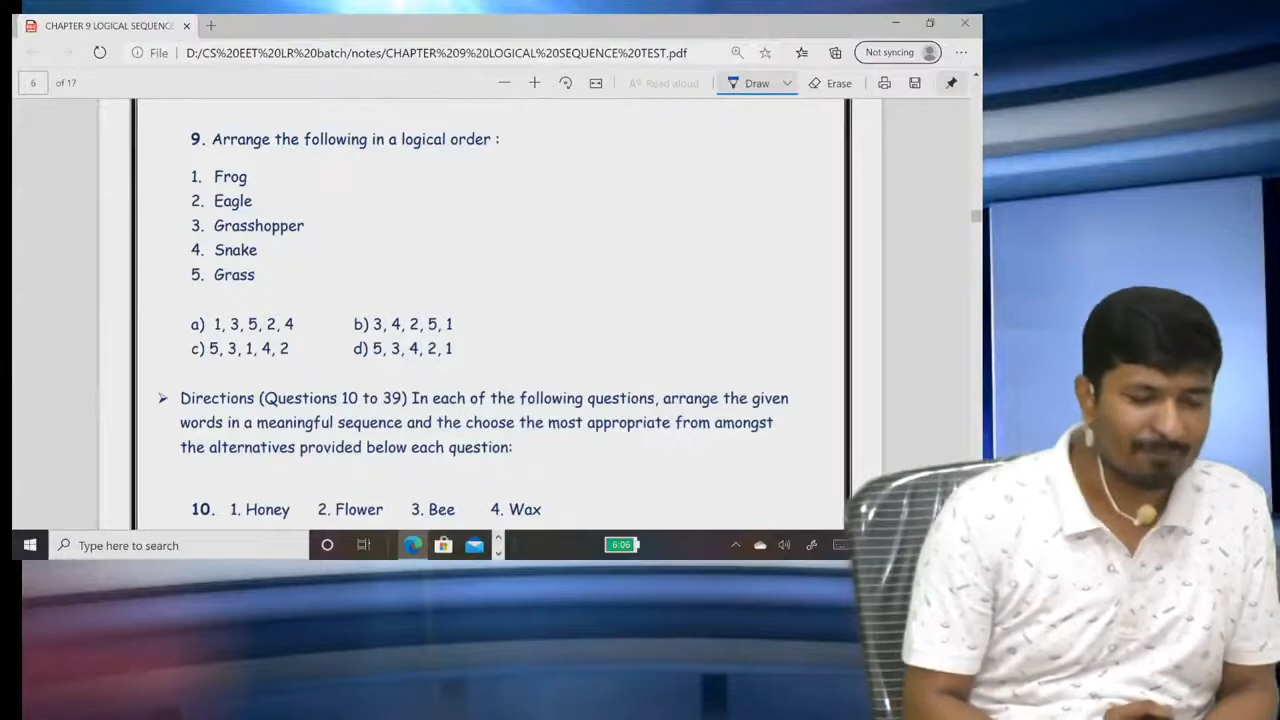 CHAPTER 9 LOGICAL SEQUENCE
File D:/CS%20EET%20LR%20batch/notes/CHAPTER%209%20LOGICAL%20SEQUENCE%20TEST.pdf Not syncing
6 of 17 Read aloud Draw Erase
9. Arrange the following in a logical order :
1. Frog
2. Eagle
3. Grasshopper
4. Snake
5. Grass
a) 1, 3, 5, 2, 4 b) 3, 4, 2, 5, 1
c) 5, 3, 1, 4, 2 d) 5, 3, 4, 2, 1
➤ Directions (Questions 10 to 39) In each of the following questions, arrange the given
words in a meaningful sequence and the choose the most appropriate from amongst
the alternatives provided below each question:
10. 1. Honey 2. Flower 3. Bee 4. Wax
Type here to search 6:06